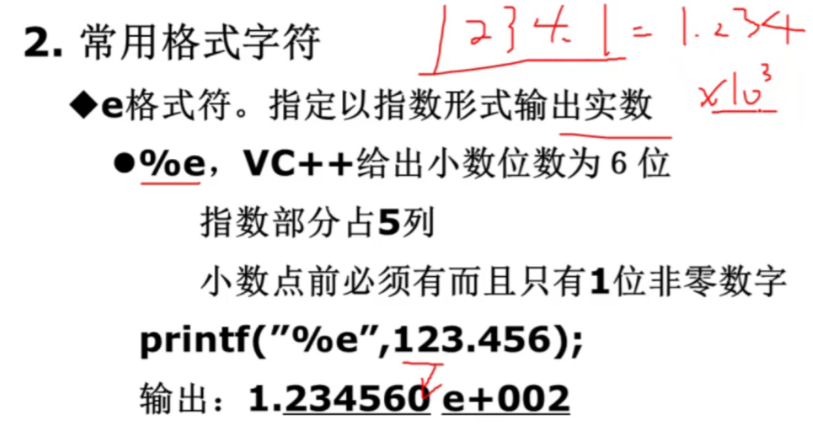 2. 常用格式字符
1234.1 = 1.234
×10³
◆e格式符。指定以指数形式输出实数
●%e，VC++给出小数位数为 6 位
指数部分占5列
小数点前必须有而且只有1位非零数字
printf("%e",123.456);
输出：1.234560 e+002